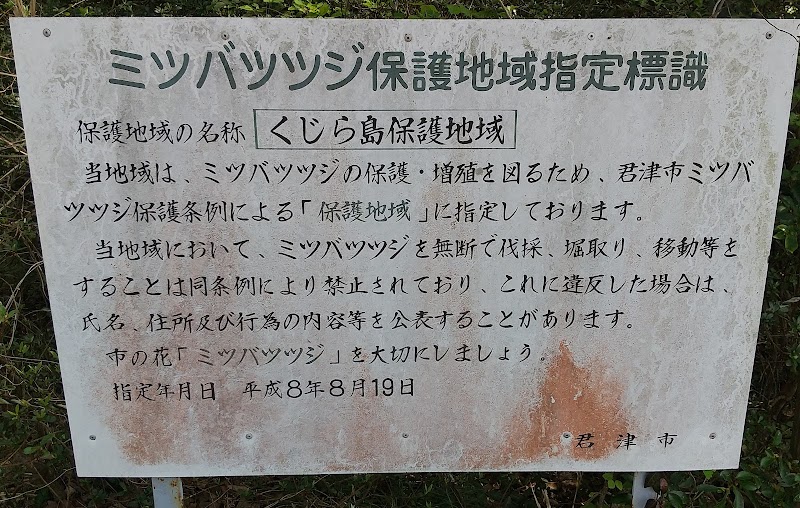 ミツバツツジ保護地域指定標識
保護地域の名称 くじら島保護地域
当地域は、ミツバツツジの保護・増殖を図るため、君津市ミツバ
ツツジ保護条例による「保護地域」に指定しております。
当地域において、ミツバツツジを無断で伐採、堀取り、移動等を
することは同条例により禁止されており、これに違反した場合は、
氏名、住所及び行為の内容等を公表することがあります。
市の花「ミツバツツジ」を大切にしましょう。
指定年月日 平成8年8月19日
君津市